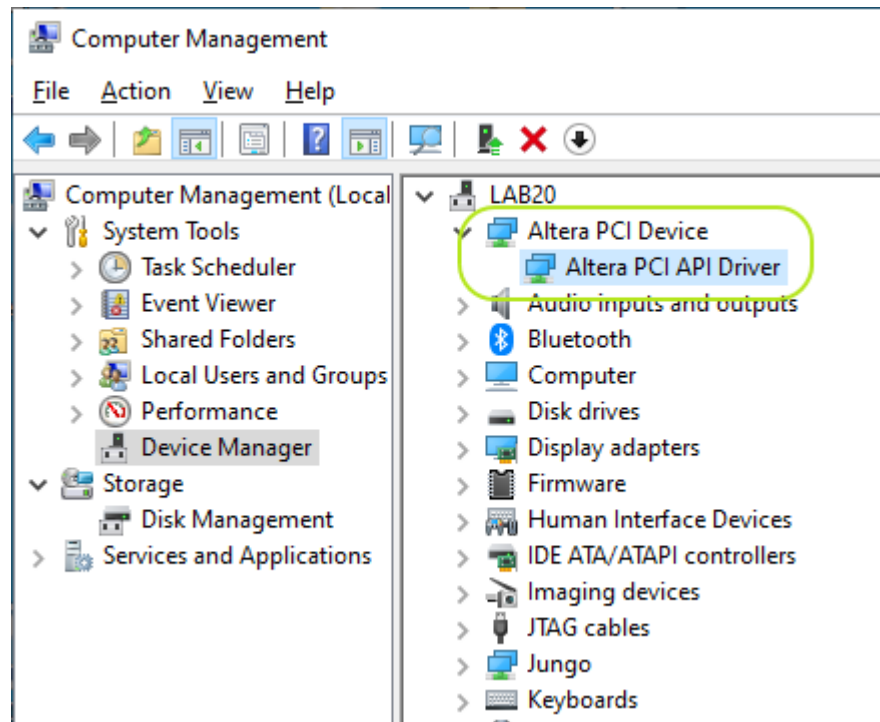 Computer Management
File Action View Help
Computer Management (Local
System Tools
Task Scheduler
Event Viewer
Shared Folders
Local Users and Groups
Performance
Device Manager
Storage
Disk Management
Services and Applications
LAB20
Altera PCI Device
Altera PCI API Driver
Audio inputs and outputs
Bluetooth
Computer
Disk drives
Display adapters
Firmware
Human Interface Devices
IDE ATA/ATAPI controllers
Imaging devices
JTAG cables
Jungo
Keyboards